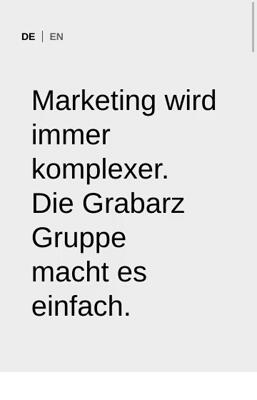 DE | EN
Marketing wird
immer
komplexer.
Die Grabarz
Gruppe
macht es
einfach.